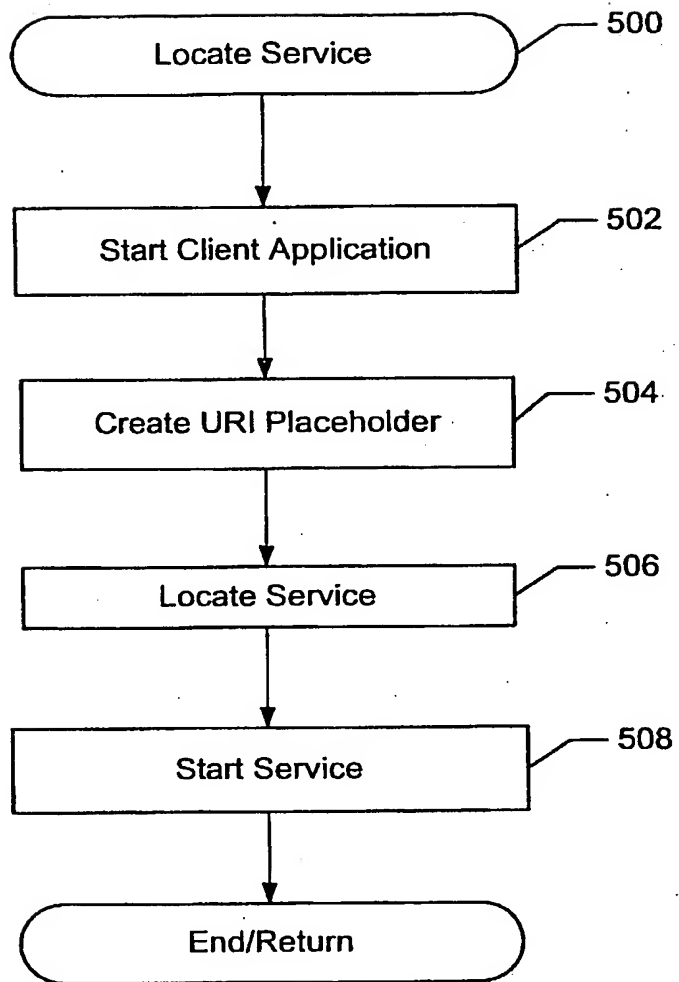 Locate Service
500
Start Client Application
502
Create URI Placeholder
504
Locate Service
506
Start Service
508
End/Return